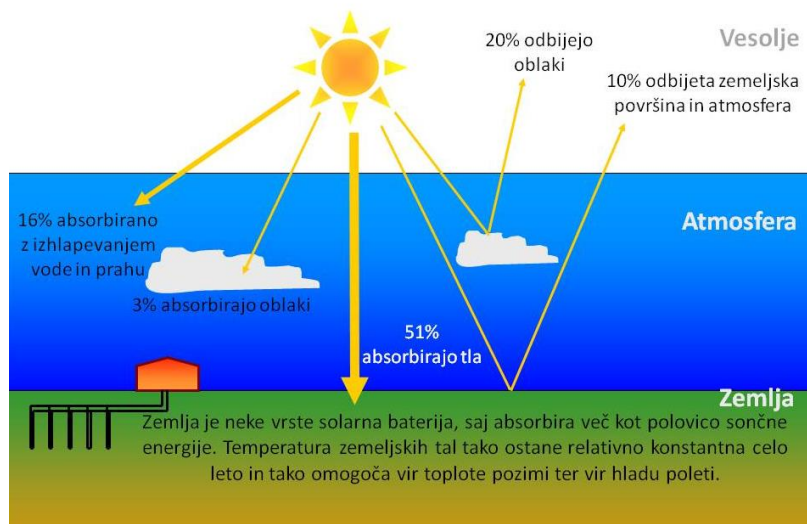 Vesolje
20% odbijejo
oblaki
10% odbijeta zemeljska
površina in atmosfera
Atmosfera
16% absorbirano
z izhlapevanjem
vode in prahu
3% absorbirajo oblaki
51%
absorbirajo tla
Zemlja
Zemlja je neke vrste solarna baterija, saj absorbira več kot polovico sončne
energije. Temperatura zemeljskih tal tako ostane relativno konstantna celo
leto in tako omogoča vir toplote pozimi ter vir hladu poleti.